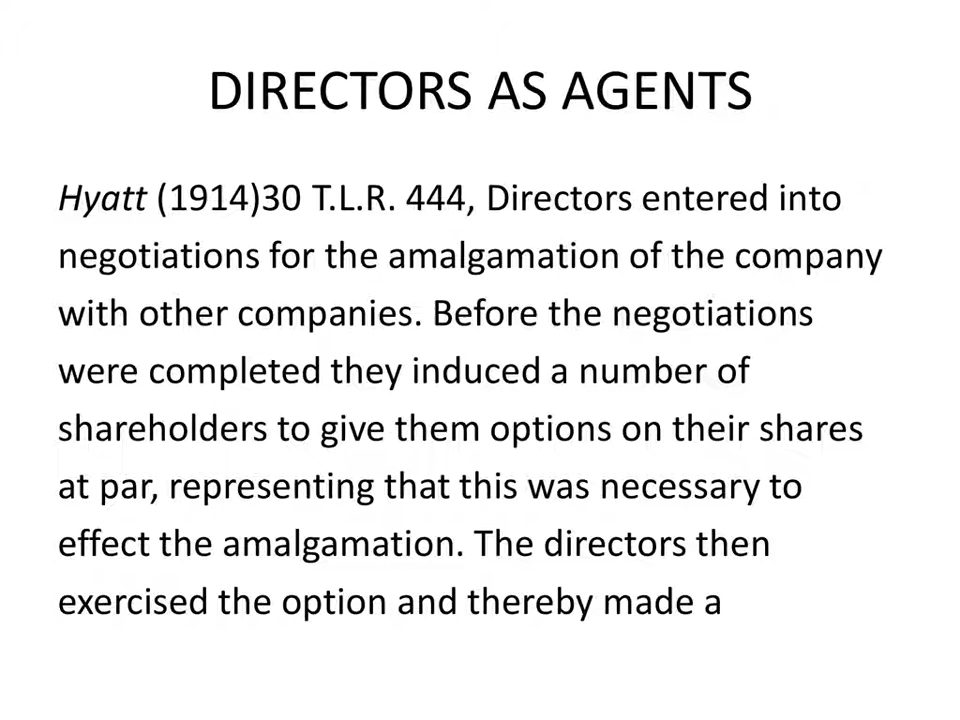 DIRECTORS AS AGENTS
Hyatt (1914)30 T.L.R. 444, Directors entered into
negotiations for the amalgamation of the company
with other companies. Before the negotiations
were completed they induced a number of
shareholders to give them options on their shares
at par, representing that this was necessary to
effect the amalgamation. The directors then
exercised the option and thereby made a